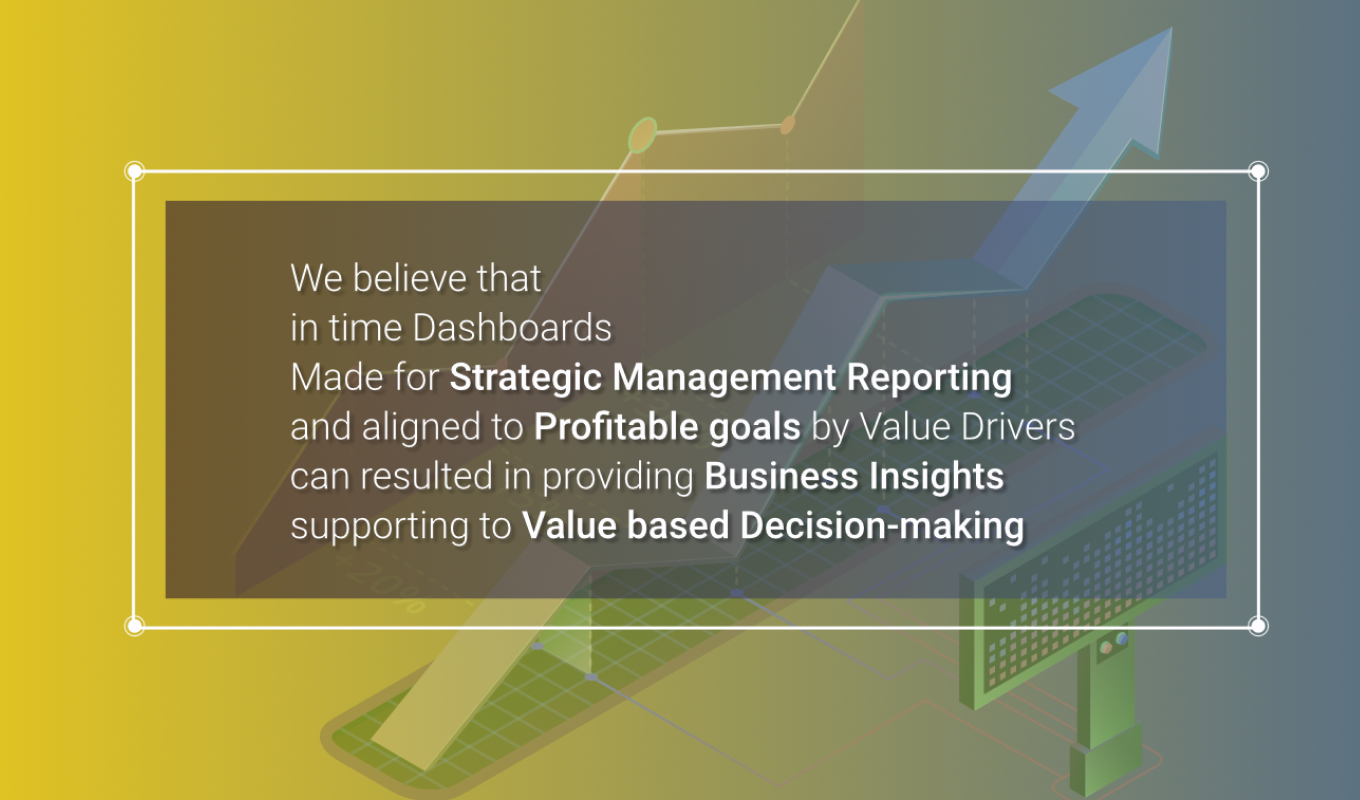 We believe that
in time Dashboards
Made for Strategic Management Reporting
and aligned to Profitable goals by Value Drivers
can resulted in providing Business Insights
supporting to Value based Decision-making
+20%